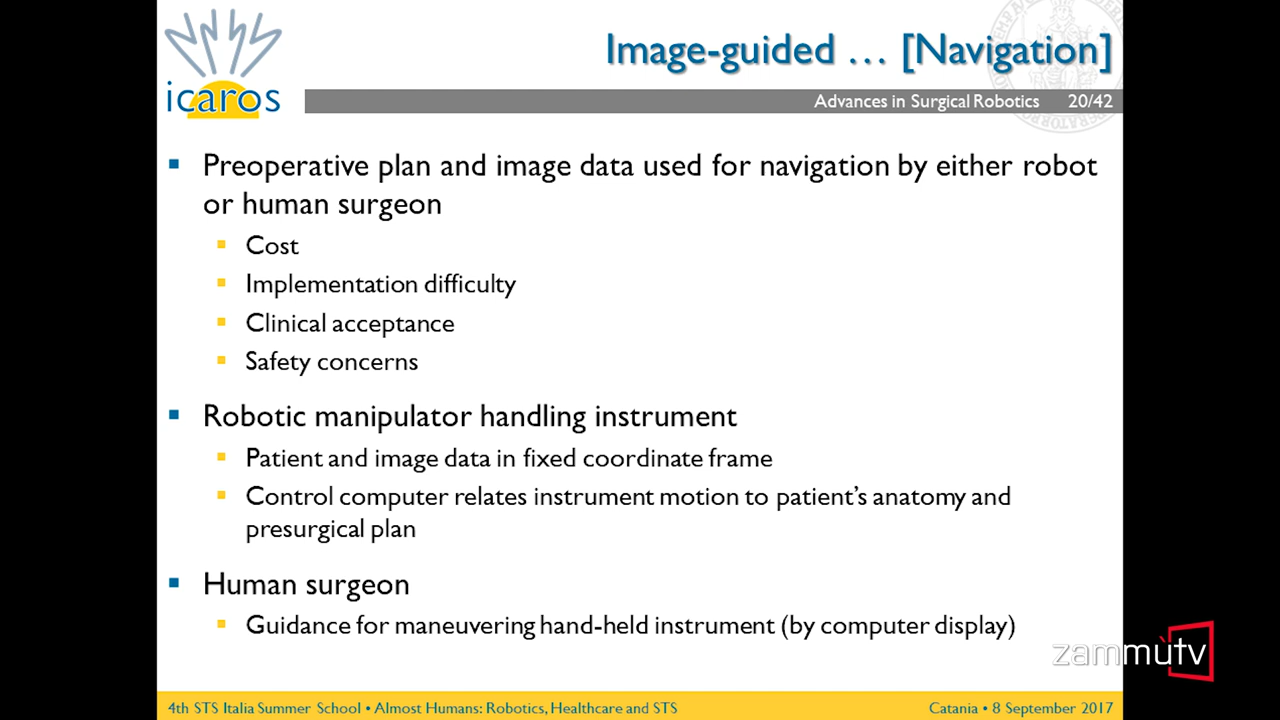 icaros
Image-guided … [Navigation]
Advances in Surgical Robotics 20/42
Preoperative plan and image data used for navigation by either robot
or human surgeon
Cost
Implementation difficulty
Clinical acceptance
Safety concerns
Robotic manipulator handling instrument
Patient and image data in fixed coordinate frame
Control computer relates instrument motion to patient’s anatomy and
presurgical plan
Human surgeon
Guidance for maneuvering hand-held instrument (by computer display)
zammùtv
4th STS Italia Summer School • Almost Humans: Robotics, Healthcare and STS
Catania • 8 September 2017